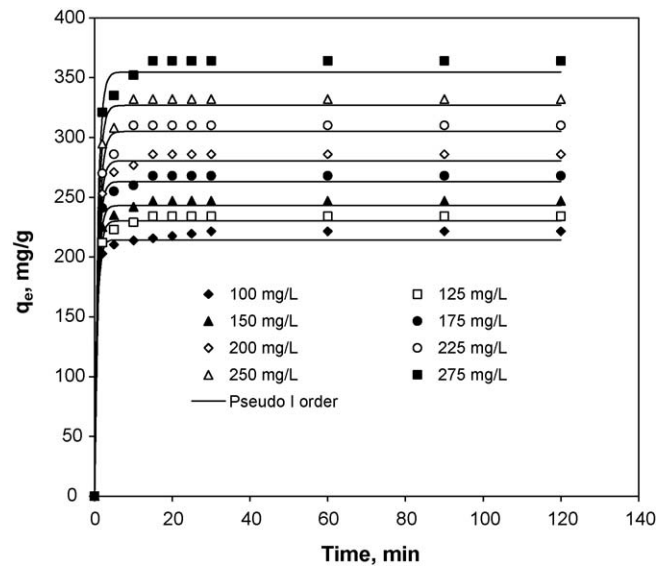 400
350
300
250
200
150
100
50
0
qe, mg/g
100 mg/L
125 mg/L
150 mg/L
175 mg/L
200 mg/L
225 mg/L
250 mg/L
275 mg/L
Pseudo I order
0 20 40 60 80 100 120 140
Time, min